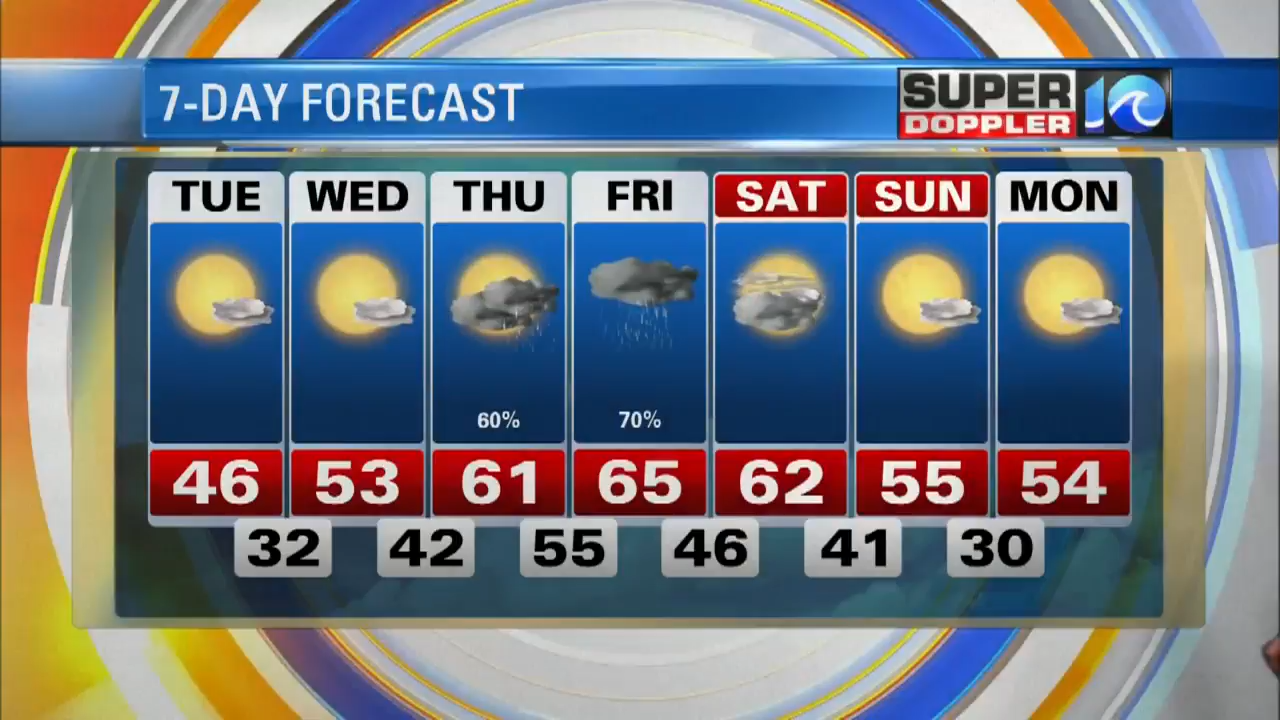 7-DAY FORECAST
SUPER
DOPPLER
10
TUE WED THU FRI SAT SUN MON
60% 70%
46 53 61 65 62 55 54
32 42 55 46 41 30